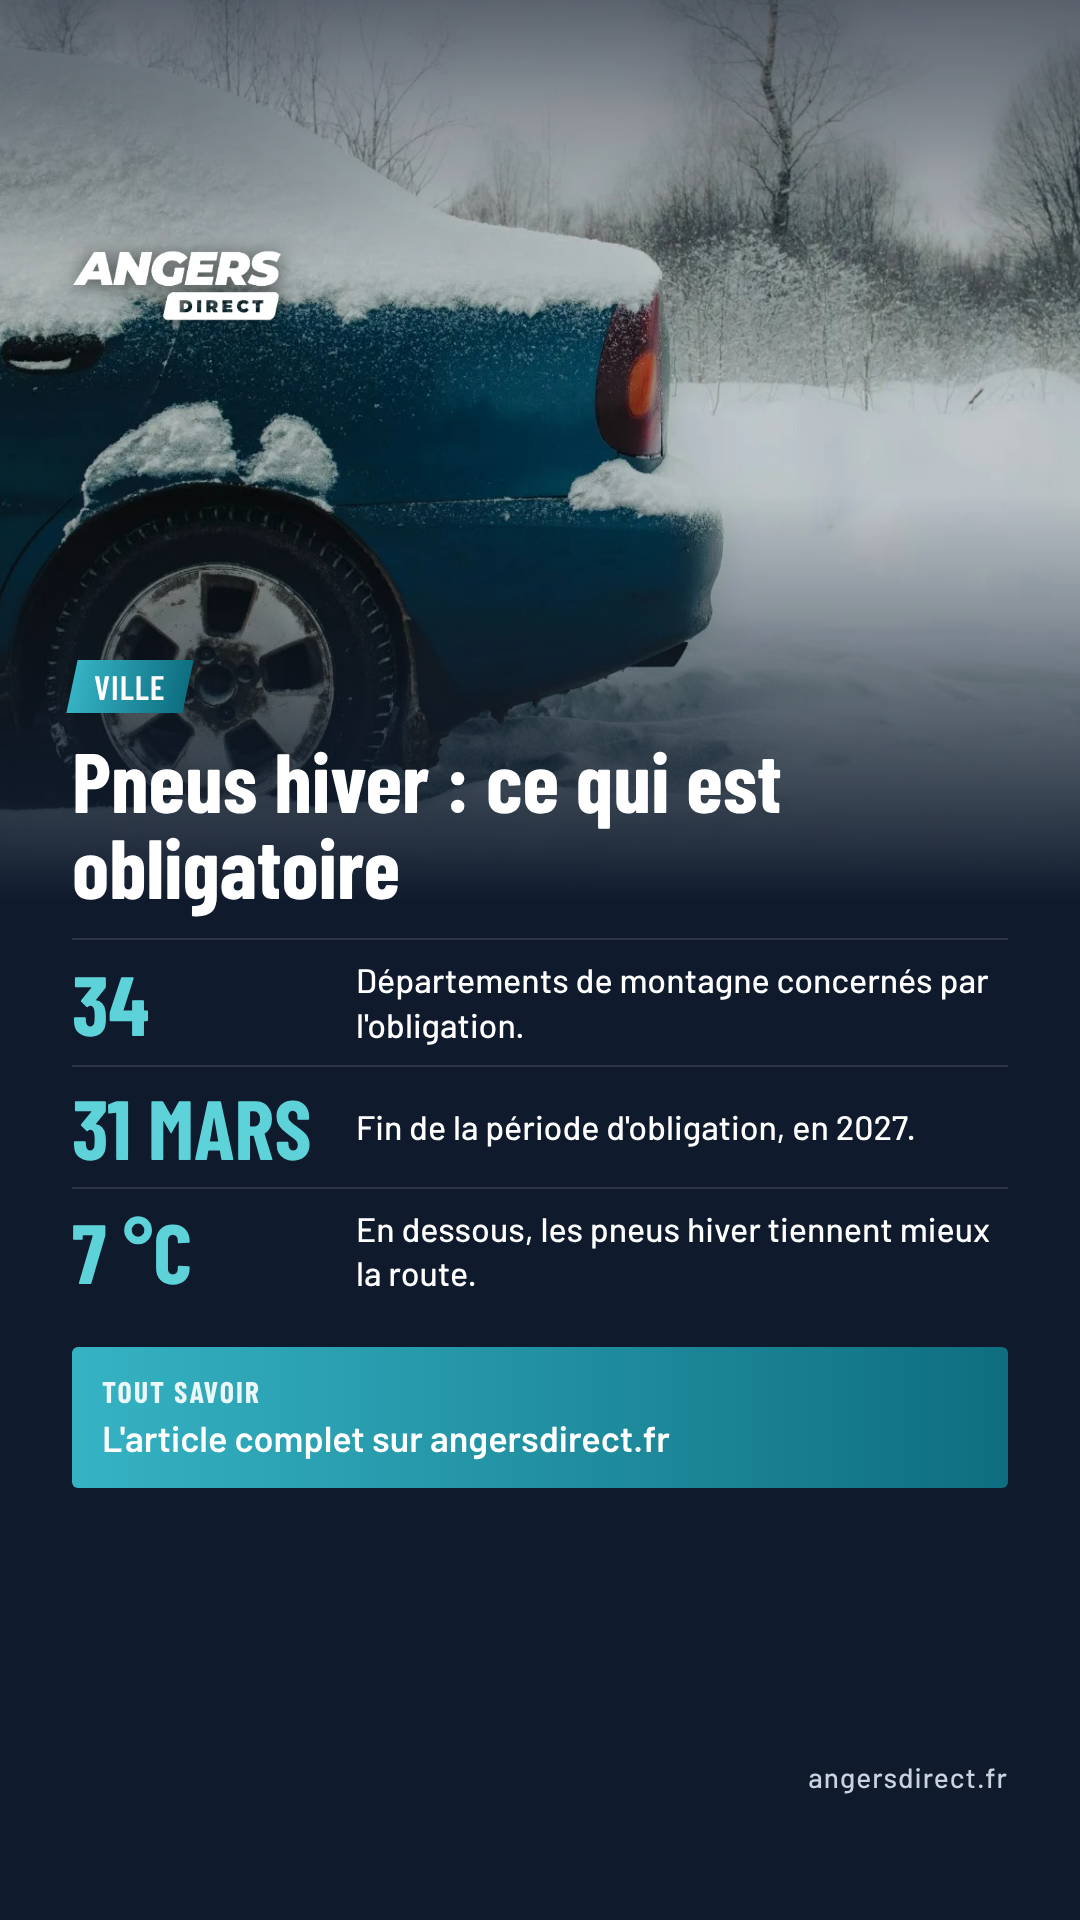 ANGERS
DIRECT
VILLE
Pneus hiver : ce qui est
obligatoire
34
Départements de montagne concernés par
l'obligation.
31 MARS
Fin de la période d'obligation, en 2027.
7 °C
En dessous, les pneus hiver tiennent mieux
la route.
TOUT SAVOIR
L'article complet sur angersdirect.fr
angersdirect.fr